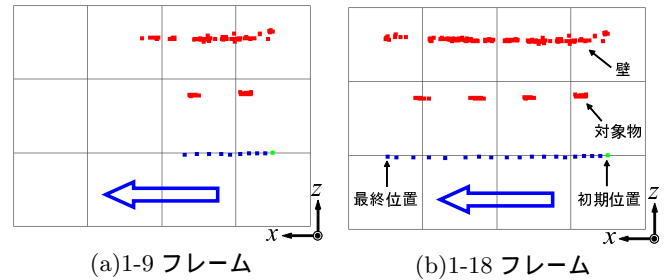 壁
対象物
最終位置
初期位置
z
x
z
x
(a)1-9 フレーム
(b)1-18 フレーム